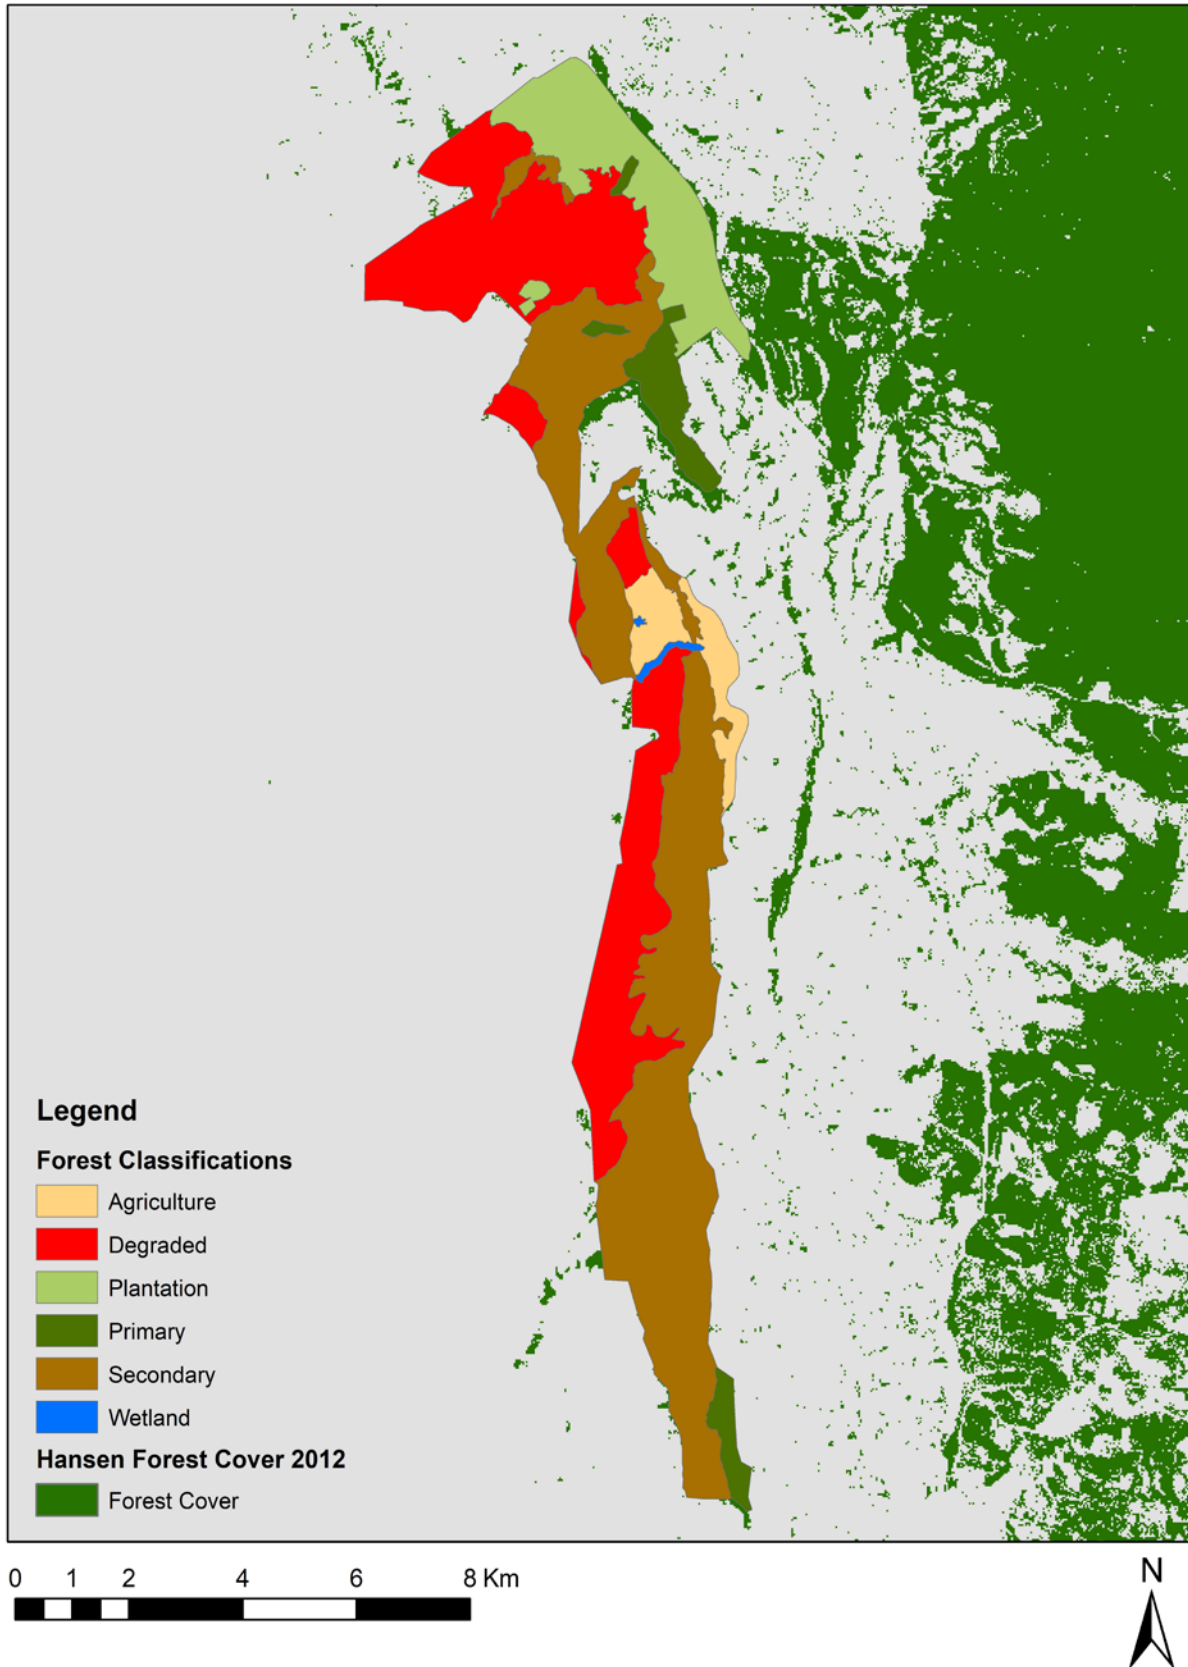 Legend
Forest Classifications
Agriculture
Degraded
Plantation
Primary
Secondary
Wetland
Hansen Forest Cover 2012
Forest Cover
0 1 2 4 6 8 Km
N